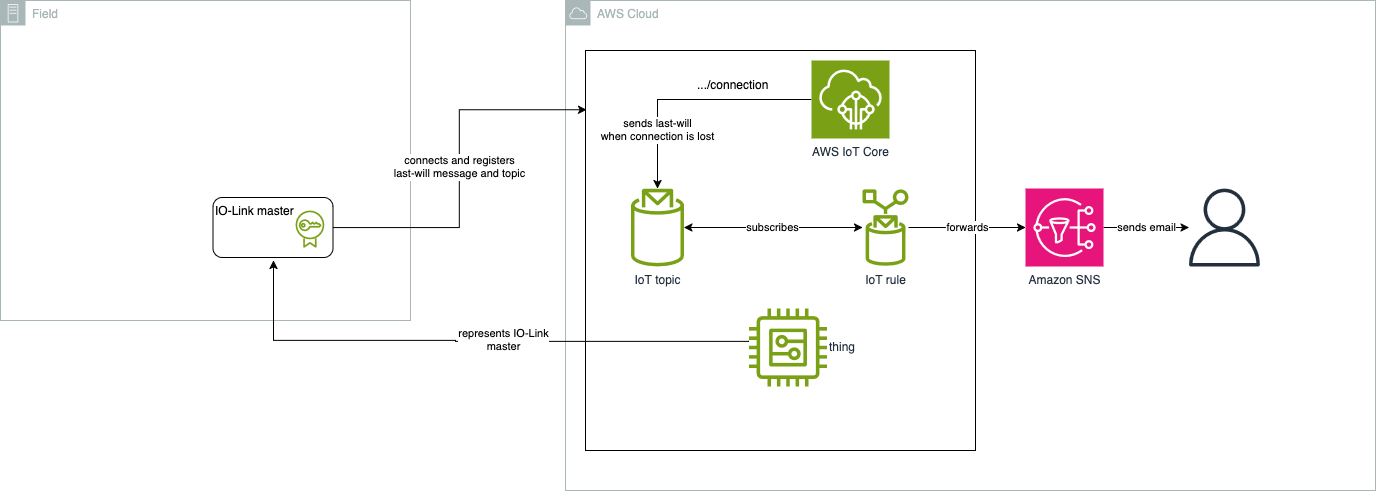 Field
AWS Cloud
.../connection
sends last-will
when connection is lost
AWS IoT Core
connects and registers
last-will message and topic
IO-Link master
subscribes
forwards
sends email
IoT topic
IoT rule
Amazon SNS
represents IO-Link
master
thing